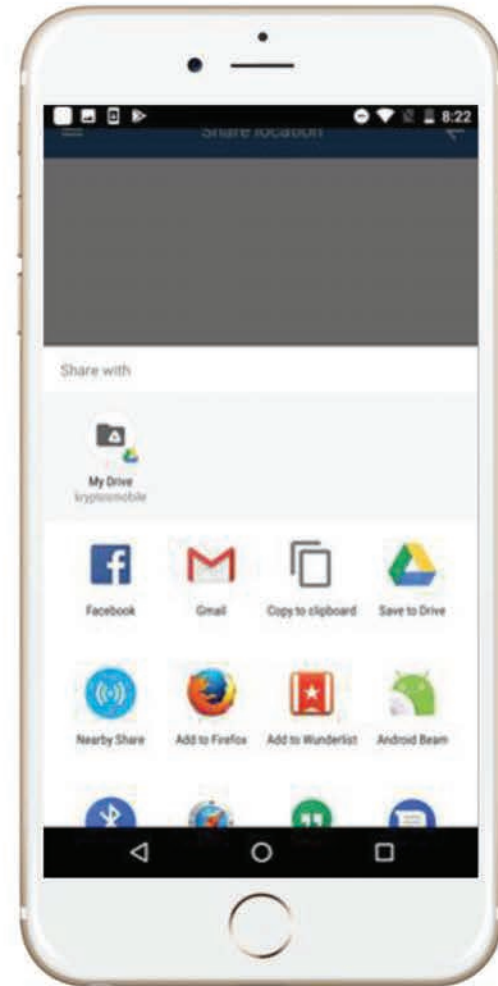 8:22
Share location
Share with
My Drive
kryptosmobile
Facebook
Gmail
Copy to clipboard
Save to Drive
Nearby Share
Add to Firefox
Add to Wunderlist
Android Beam